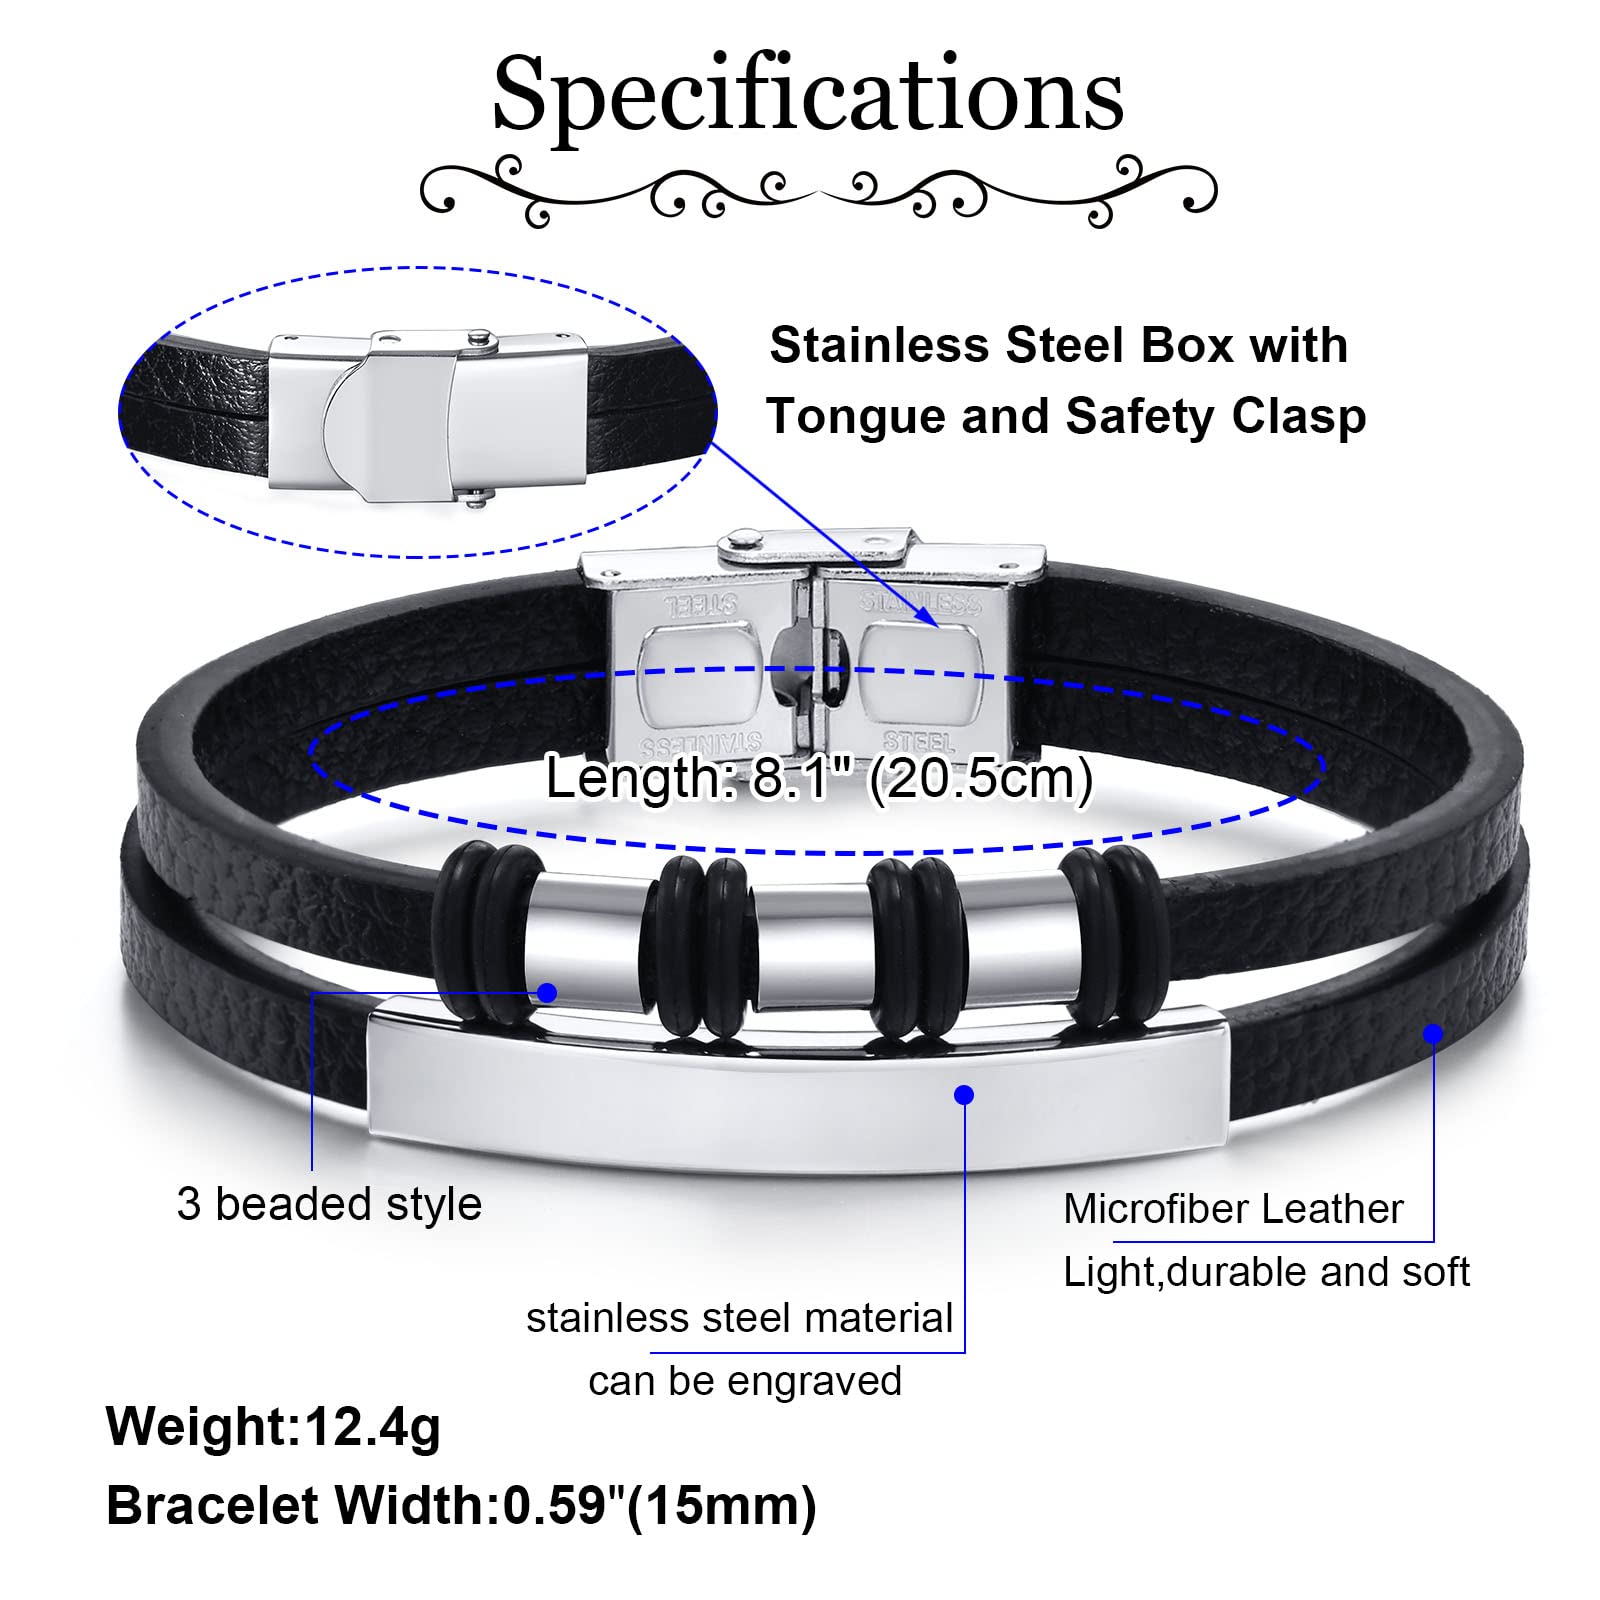 Specifications
Stainless Steel Box with
Tongue and Safety Clasp
STEEL
STAINLESS
STAINLESS
STEEL
Length: 8.1" (20.5cm)
3 beaded style
Microfiber Leather
Light,durable and soft
stainless steel material
can be engraved
Weight:12.4g
Bracelet Width:0.59"(15mm)